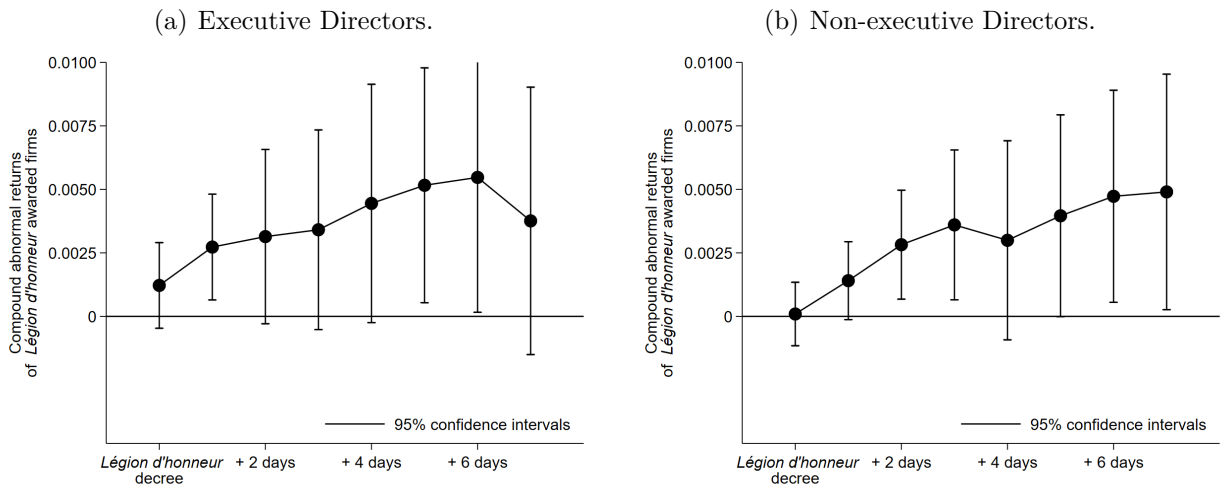 (a) Executive Directors.
Compound abnormal returns
of Légion d'honneur awarded firms
0.0100
0.0075
0.0050
0.0025
0
95% confidence intervals
Légion d'honneur
decree
+ 2 days
+ 4 days
+ 6 days
(b) Non-executive Directors.
Compound abnormal returns
of Légion d'honneur awarded firms
0.0100
0.0075
0.0050
0.0025
0
95% confidence intervals
Légion d'honneur
decree
+ 2 days
+ 4 days
+ 6 days